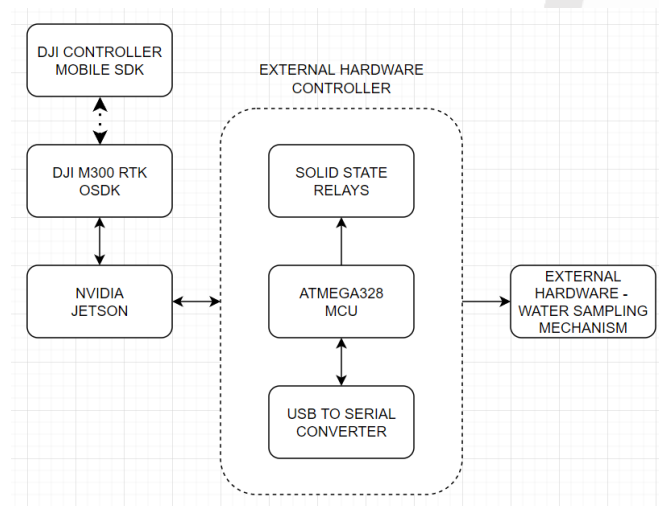 DJI CONTROLLER
MOBILE SDK
EXTERNAL HARDWARE
CONTROLLER
DJI M300 RTK
OSDK
SOLID STATE
RELAYS
NVIDIA
JETSON
ATMEGA328
MCU
EXTERNAL
HARDWARE -
WATER SAMPLING
MECHANISM
USB TO SERIAL
CONVERTER